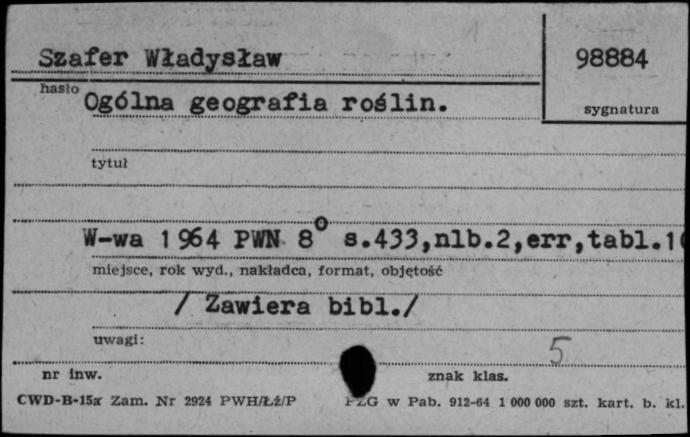 Szafer Władysław
98884
hasło
Ogólna geografia roślin.
sygnatura
tytuł
W-wa 1964 PWN 8° s.433,nlb.2,err,tabl.10
miejsce, rok wyd., nakładca, format, objętość
/ Zawiera bibl./
uwagi:
5
nr inw.
znak klas.
CWD-B-15a Zam. Nr 2924 PWH/Łż/P
PZG w Pab. 912-64 1 000 000 szt. kart. b. kl.